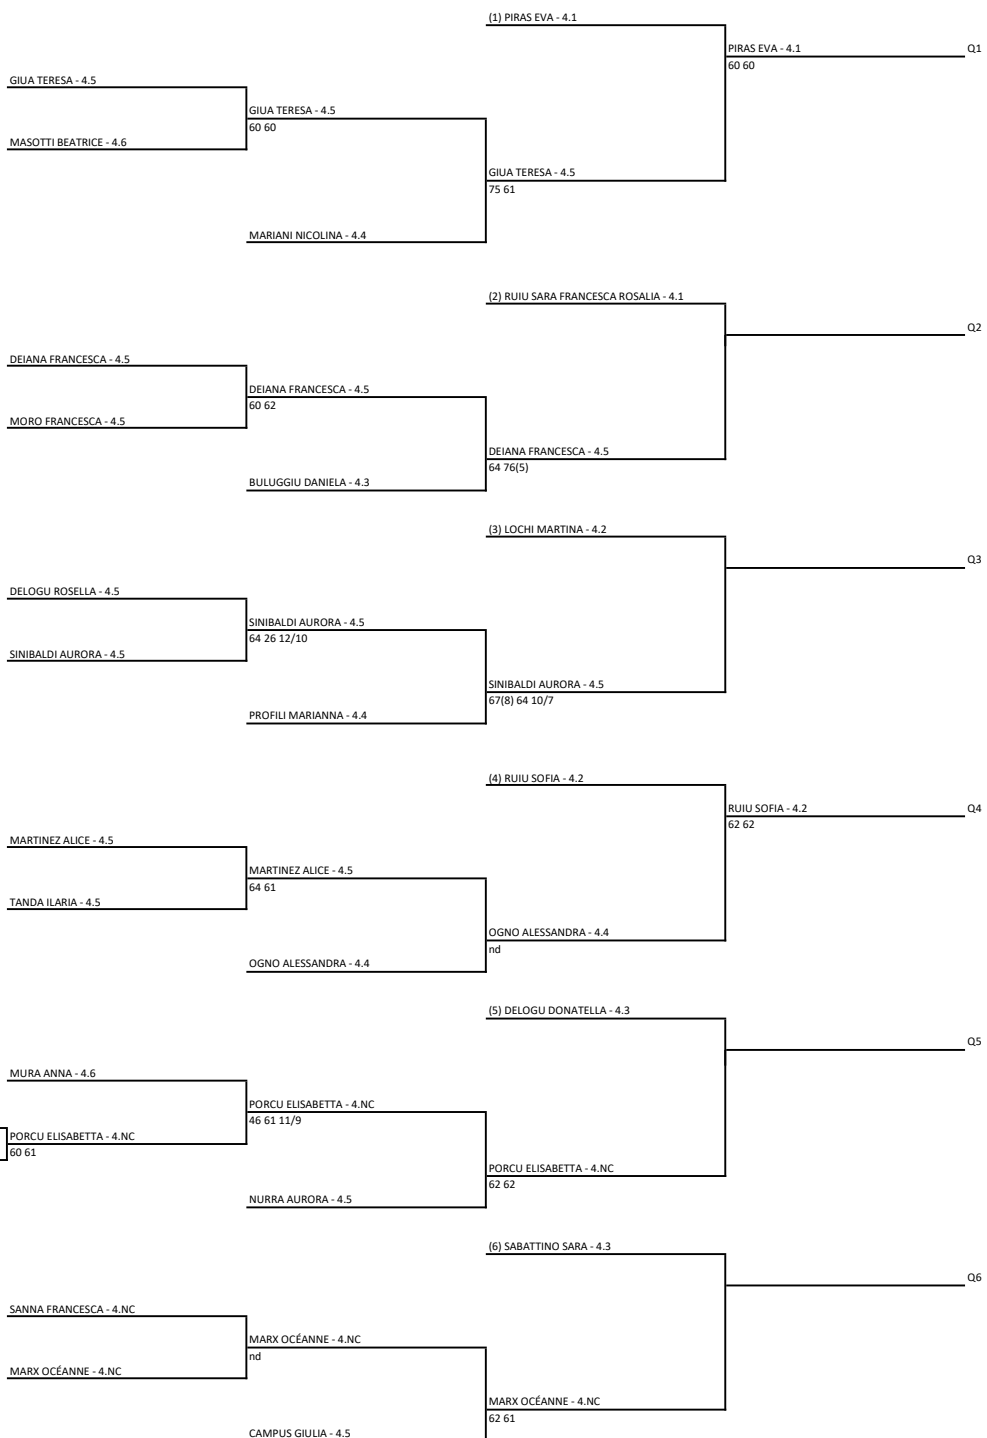 (1) PIRAS EVA - 4.1
PIRAS EVA - 4.1
Q1
60 60
GIUA TERESA - 4.5
GIUA TERESA - 4.5
60 60
MASOTTI BEATRICE - 4.6
GIUA TERESA - 4.5
75 61
MARIANI NICOLINA - 4.4
(2) RUIU SARA FRANCESCA ROSALIA - 4.1
Q2
DEIANA FRANCESCA - 4.5
DEIANA FRANCESCA - 4.5
60 62
MORO FRANCESCA - 4.5
DEIANA FRANCESCA - 4.5
64 76(5)
BULUGGIU DANIELA - 4.3
(3) LOCHI MARTINA - 4.2
Q3
DELOGU ROSELLA - 4.5
SINIBALDI AURORA - 4.5
64 26 12/10
SINIBALDI AURORA - 4.5
SINIBALDI AURORA - 4.5
67(8) 64 10/7
PROFILI MARIANNA - 4.4
(4) RUIU SOFIA - 4.2
RUIU SOFIA - 4.2
Q4
62 62
MARTINEZ ALICE - 4.5
MARTINEZ ALICE - 4.5
64 61
TANDA ILARIA - 4.5
OGNO ALESSANDRA - 4.4
nd
OGNO ALESSANDRA - 4.4
(5) DELOGU DONATELLA - 4.3
Q5
MURA ANNA - 4.6
PORCU ELISABETTA - 4.NC
46 61 11/9
PORCU ELISABETTA - 4.NC
60 61
PORCU ELISABETTA - 4.NC
62 62
NURRA AURORA - 4.5
(6) SABATTINO SARA - 4.3
Q6
SANNA FRANCESCA - 4.NC
MARX OCÉANNE - 4.NC
nd
MARX OCÉANNE - 4.NC
MARX OCÉANNE - 4.NC
62 61
CAMPUS GIULIA - 4.5